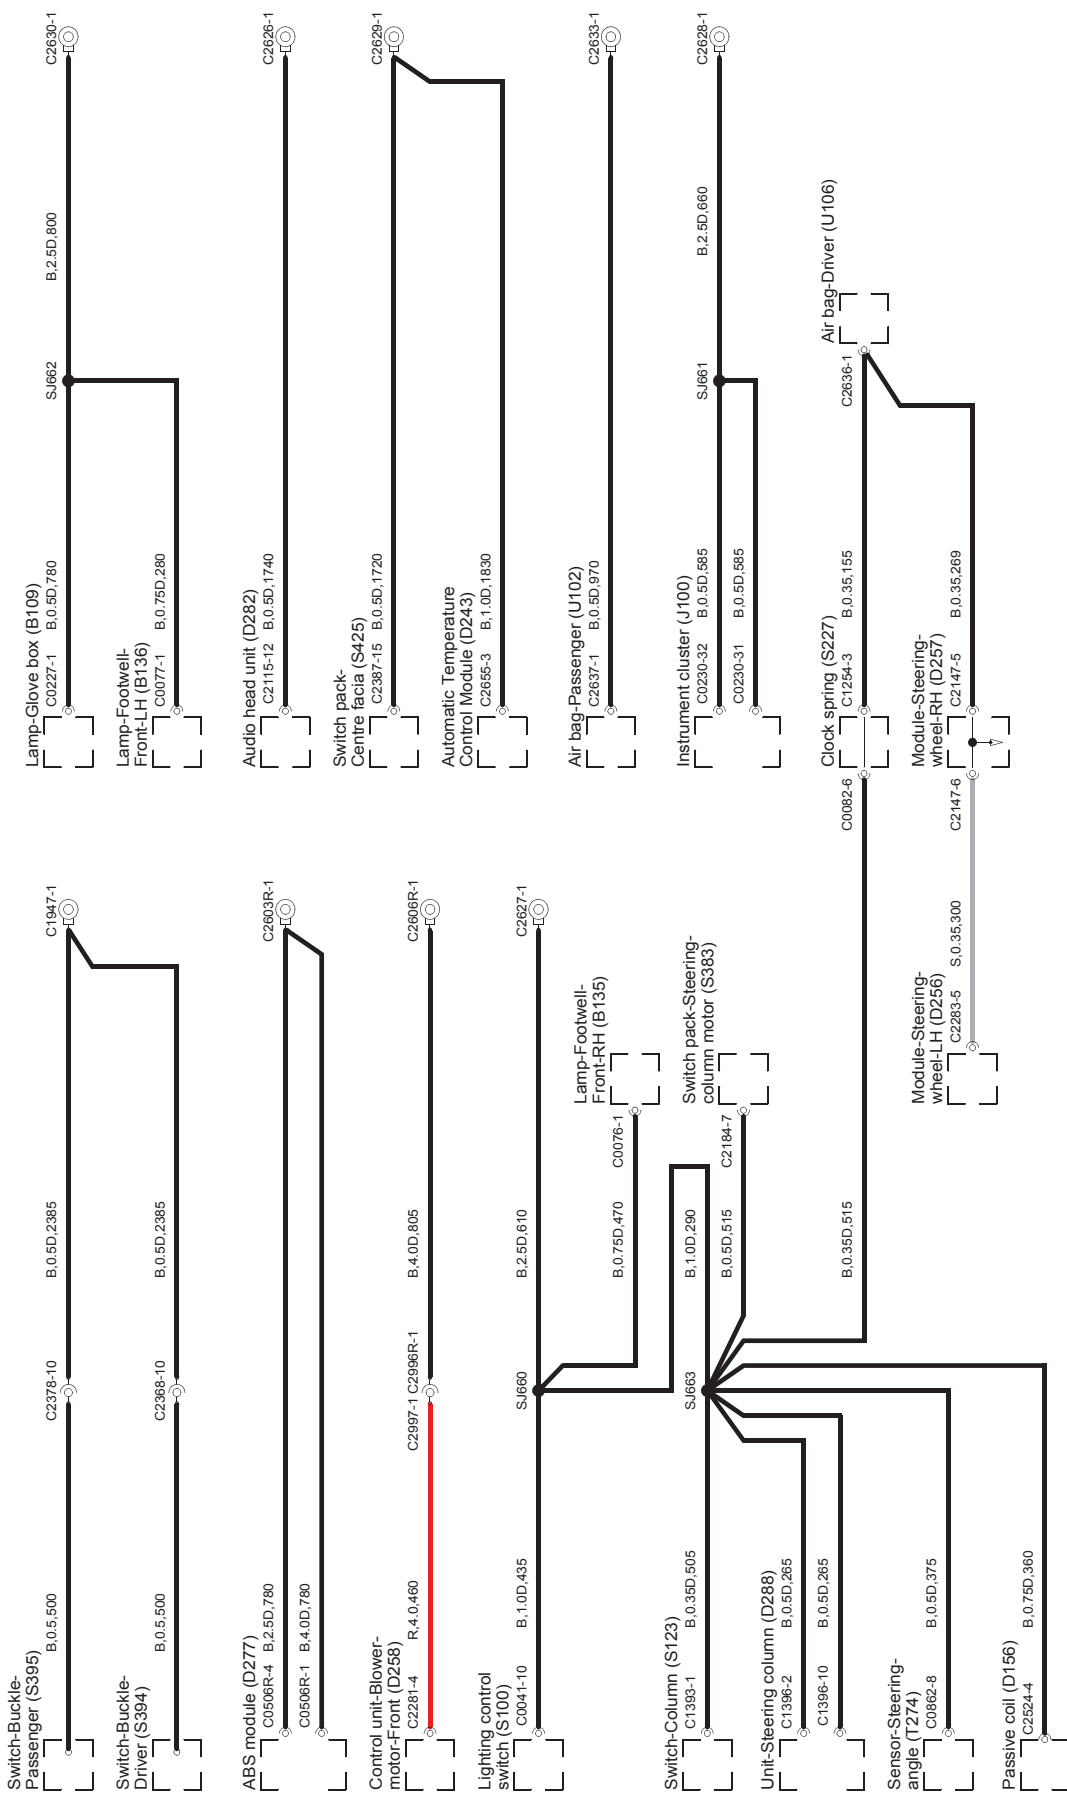 Switch-Buckle-
Passenger (S395)
B,0.5,500
C2378-10
B,0.5D,2385
C1947-1
Switch-Buckle-
Driver (S394)
B,0.5,500
C2368-10
B,0.5D,2385
ABS module (D277)
C0506R-4 B,2.5D,780
C2603R-1
C0506R-1 B,4.0D,780
Control unit-Blower-
motor-Front (D258)
C2281-4 R,4.0,460
C2997-1 C2996R-1
B,4.0D,805
C2606R-1
Lighting control
switch (S100)
C0041-10 B,1.0D,435
SJ660
B,2.5D,610
C2627-1
B,0.75D,470
C0076-1
Lamp-Footwell-
Front-RH (B135)
Switch-Column (S123)
C1393-1 B,0.35D,505
SJ663
B,1.0D,290
B,0.5D,515
C2184-7
Switch pack-Steering-
column motor (S383)
Unit-Steering column (D288)
C1396-2 B,0.5D,265
C1396-10 B,0.5D,265
B,0.35D,515
C0082-6
Sensor-Steering-
angle (T274)
C0862-8 B,0.5D,375
Passive coil (D156)
C2524-4 B,0.75D,360
Lamp-Glove box (B109)
C0227-1 B,0.5D,780
SJ662
B,2.5D,800
C2630-1
Lamp-Footwell-
Front-LH (B136)
C0077-1 B,0.75D,280
Audio head unit (D282)
C2115-12 B,0.5D,1740
C2626-1
Switch pack-
Centre facia (S425)
C2387-15 B,0.5D,1720
C2629-1
Automatic Temperature
Control Module (D243)
C2655-3 B,1.0D,1830
Air bag-Passenger (U102)
C2637-1 B,0.5D,970
C2633-1
Instrument cluster (J100)
C0230-32 B,0.5D,585
SJ661
B,2.5D,660
C2628-1
C0230-31 B,0.5D,585
Clock spring (S227)
C1254-3 B,0.35,155
C2636-1
Air bag-Driver (U106)
Module-Steering-
wheel-LH (D256)
C2283-5 S,0.35,300
C2147-6
Module-Steering-
wheel-RH (D257)
C2147-5 B,0.35,269